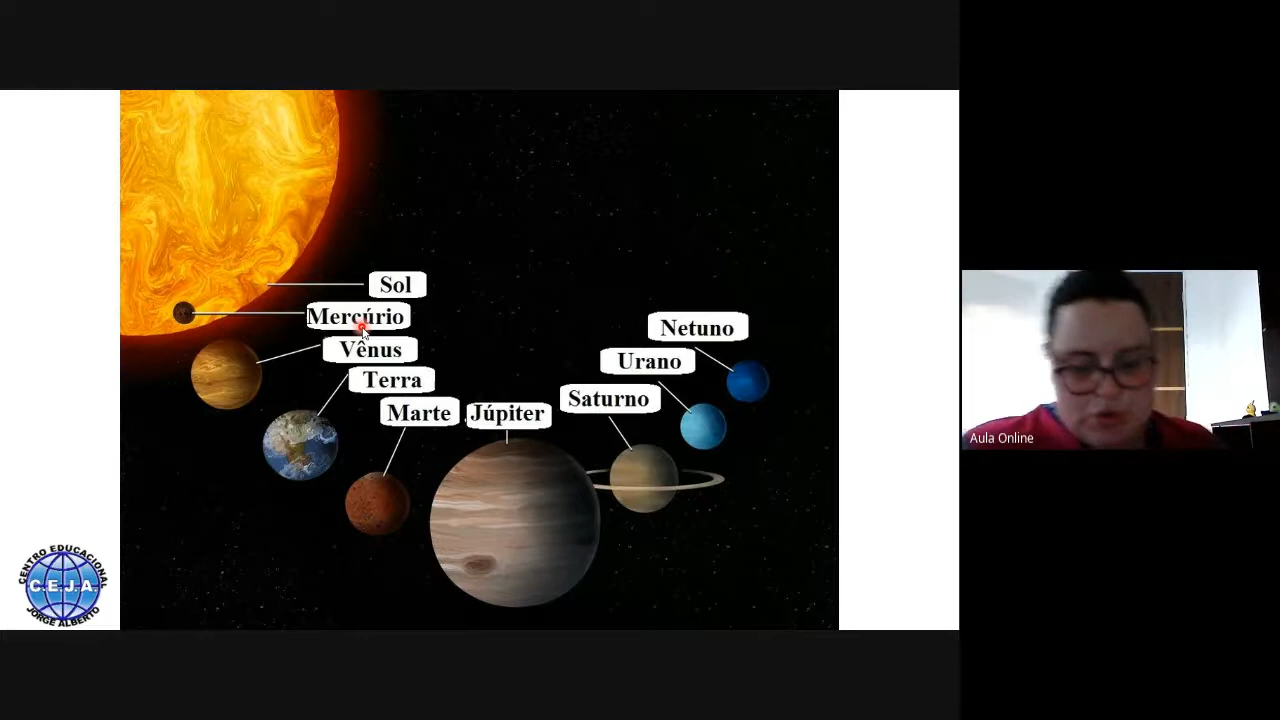 Sol
Mercúrio
Vênus
Terra
Marte
Júpiter
Saturno
Urano
Netuno
Aula Online
CENTRO EDUCACIONAL
C.E.J.A.
JORGE ALBERTO